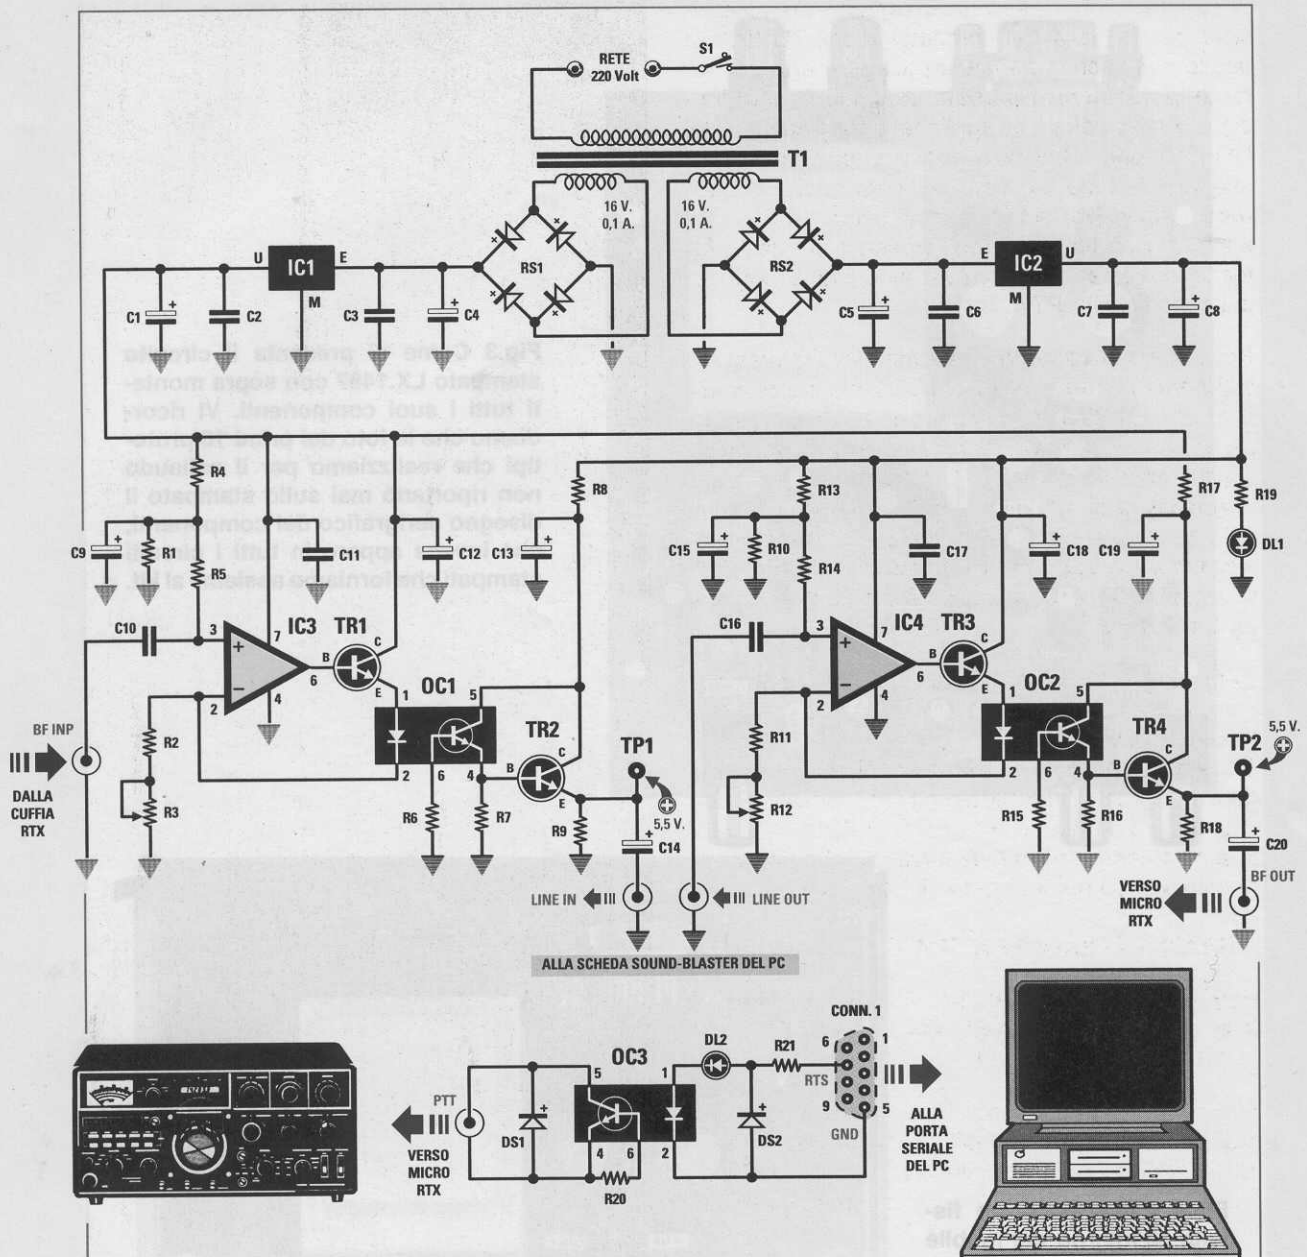 RETE
220 Volt
S1
T1
16 V.
0,1 A.
16 V.
0,1 A.
RS1
RS2
U
IC1
E
M
E
IC2
U
M
C1
+
C2
C3
C4
+
C5
+
C6
C7
C8
+
R4
R8
R13
R17
R19
C9
+
R1
R5
C12
+
C13
+
C15
+
R10
R14
C17
C18
+
C19
+
DL1
C10
3
+
7
IC3
TR1
C
B
E
6
4
2
−
OC1
1
5
2
6
4
TR2
C
B
E
TP1
5,5 V.
C16
3
+
7
IC4
TR3
C
B
E
6
4
2
−
OC2
1
5
2
6
4
TR4
C
B
E
TP2
5,5 V.
BF INP
DALLA
CUFFIA
RTX
R2
R3
R6
R7
R9
C14
+
R11
R12
R15
R16
R18
C20
+
LINE IN
LINE OUT
BF OUT
VERSO
MICRO
RTX
ALLA SCHEDA SOUND-BLASTER DEL PC
CONN. 1
PTT
VERSO
MICRO
RTX
DS1
+
OC3
5
1
4
6
2
R20
DL2
R21
DS2
+
6
1
RTS
9
5
GND
ALLA
PORTA
SERIALE
DEL PC